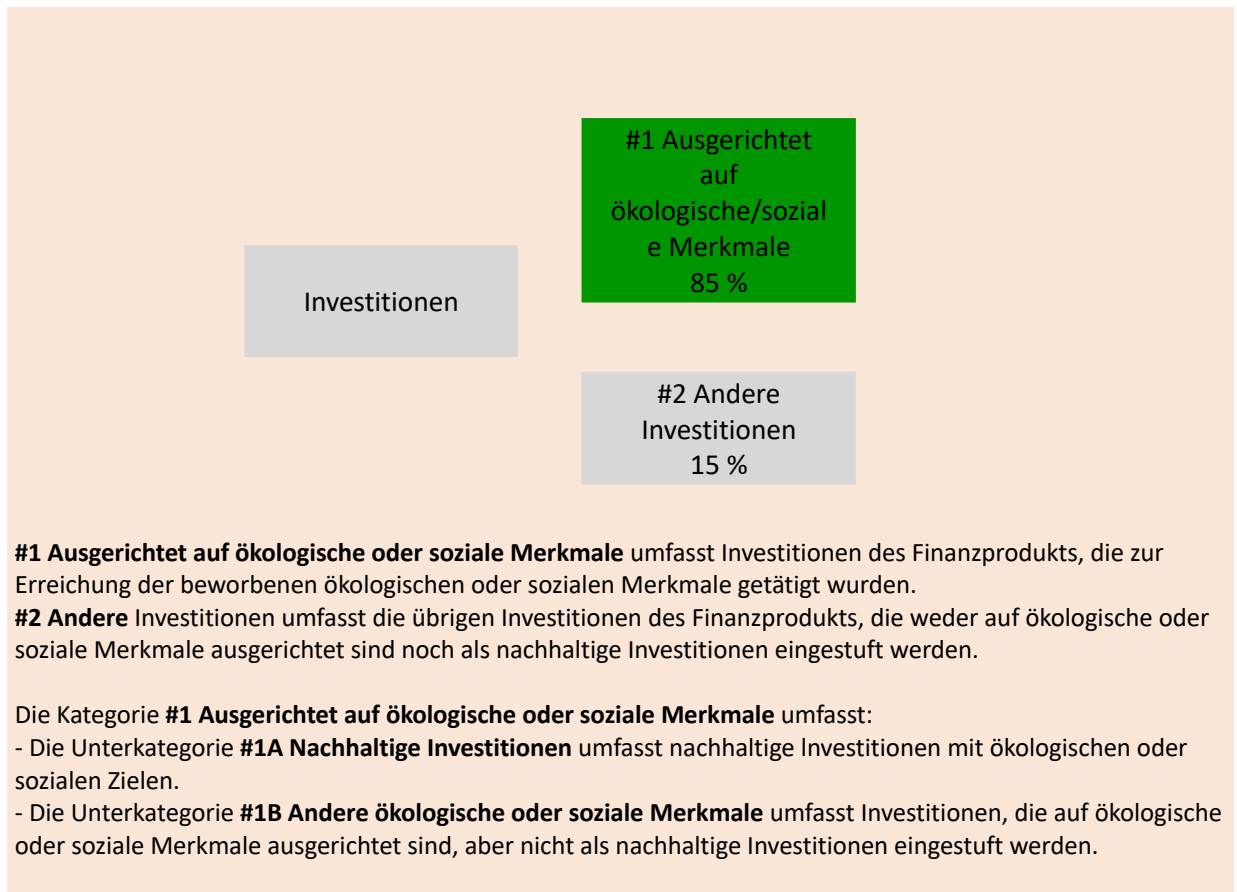 #1 Ausgerichtet
auf
ökologische/sozial
e Merkmale
85 %
Investitionen
#2 Andere
Investitionen
15 %
#1 Ausgerichtet auf ökologische oder soziale Merkmale umfasst Investitionen des Finanzprodukts, die zur
Erreichung der beworbenen ökologischen oder sozialen Merkmale getätigt wurden.
#2 Andere Investitionen umfasst die übrigen Investitionen des Finanzprodukts, die weder auf ökologische oder
soziale Merkmale ausgerichtet sind noch als nachhaltige Investitionen eingestuft werden.
Die Kategorie #1 Ausgerichtet auf ökologische oder soziale Merkmale umfasst:
- Die Unterkategorie #1A Nachhaltige Investitionen umfasst nachhaltige Investitionen mit ökologischen oder
sozialen Zielen.
- Die Unterkategorie #1B Andere ökologische oder soziale Merkmale umfasst Investitionen, die auf ökologische
oder soziale Merkmale ausgerichtet sind, aber nicht als nachhaltige Investitionen eingestuft werden.